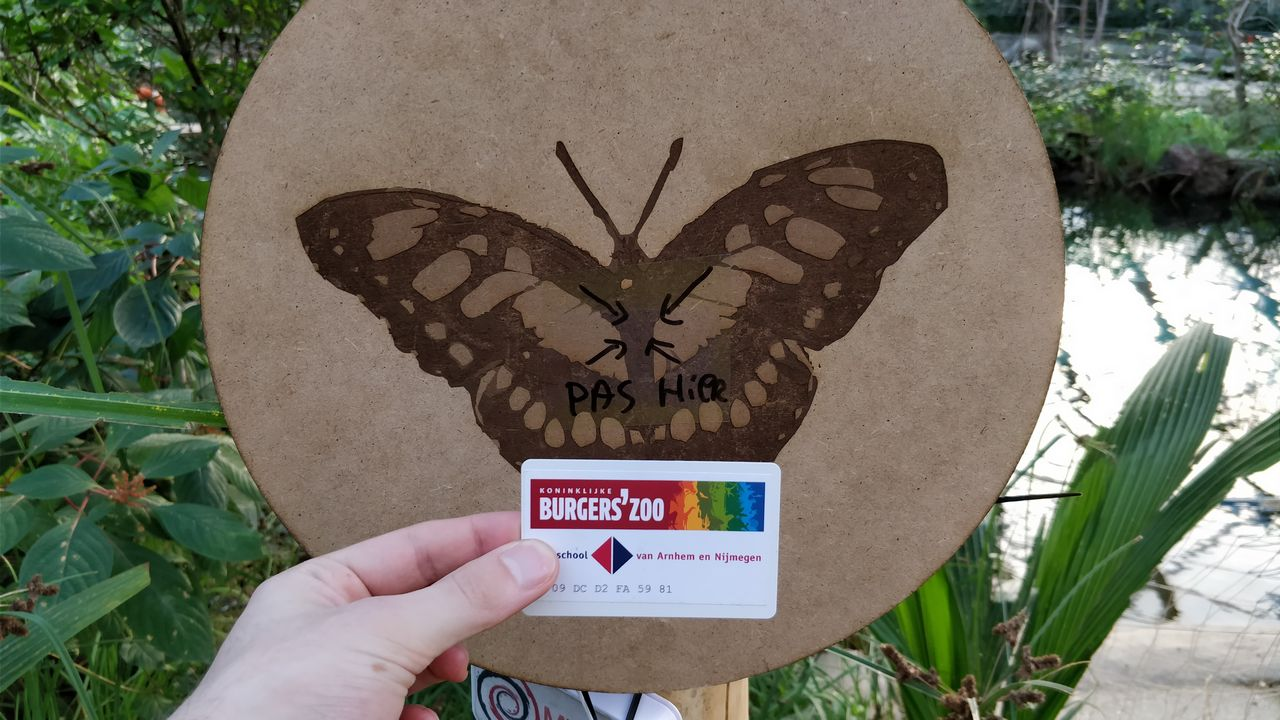 PAS HiER
KONINKLIJKE
BURGERS' ZOO
school van Arnhem en Nijmegen
09 DC D2 FA 59 81